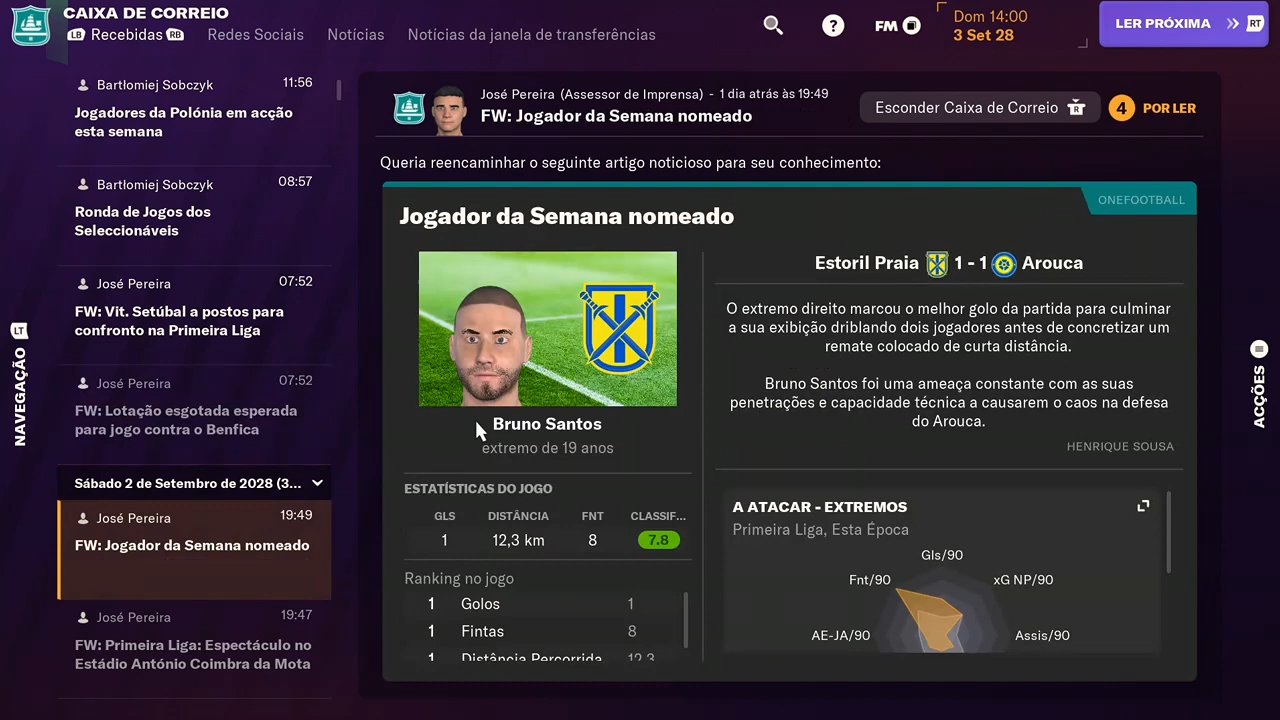 CAIXA DE CORREIO
LB Recebidas RB
Redes Sociais
Notícias
Notícias da janela de transferências
?
FM
Dom 14:00
3 Set 28
LER PRÓXIMA
RT
Bartłomiej Sobczyk
11:56
Jogadores da Polónia em acção
esta semana
Bartłomiej Sobczyk
08:57
Ronda de Jogos dos
Seleccionáveis
José Pereira
07:52
FW: Vit. Setúbal a postos para
confronto na Primeira Liga
José Pereira
07:52
FW: Lotação esgotada esperada
para jogo contra o Benfica
Sábado 2 de Setembro de 2028 (3...
José Pereira
19:49
FW: Jogador da Semana nomeado
José Pereira
19:47
FW: Primeira Liga: Espectáculo no
Estádio António Coimbra da Mota
LT
NAVEGAÇÃO
José Pereira (Assessor de Imprensa) - 1 dia atrás às 19:49
FW: Jogador da Semana nomeado
Esconder Caixa de Correio R
4 POR LER
Queria reencaminhar o seguinte artigo noticioso para seu conhecimento:
ONEFOOTBALL
Jogador da Semana nomeado
Bruno Santos
extremo de 19 anos
ESTATÍSTICAS DO JOGO
GLS DISTÂNCIA FNT CLASSIF...
1 12,3 km 8 7.8
Ranking no jogo
1 Golos 1
1 Fintas 8
1 Distância Percorrida 12,3
Estoril Praia 1 - 1 Arouca
O extremo direito marcou o melhor golo da partida para culminar
a sua exibição driblando dois jogadores antes de concretizar um
remate colocado de curta distância.
Bruno Santos foi uma ameaça constante com as suas
penetrações e capacidade técnica a causarem o caos na defesa
do Arouca.
HENRIQUE SOUSA
A ATACAR - EXTREMOS
Primeira Liga, Esta Época
Gls/90
Fnt/90
xG NP/90
AE-JA/90
Assis/90
ACÇÕES